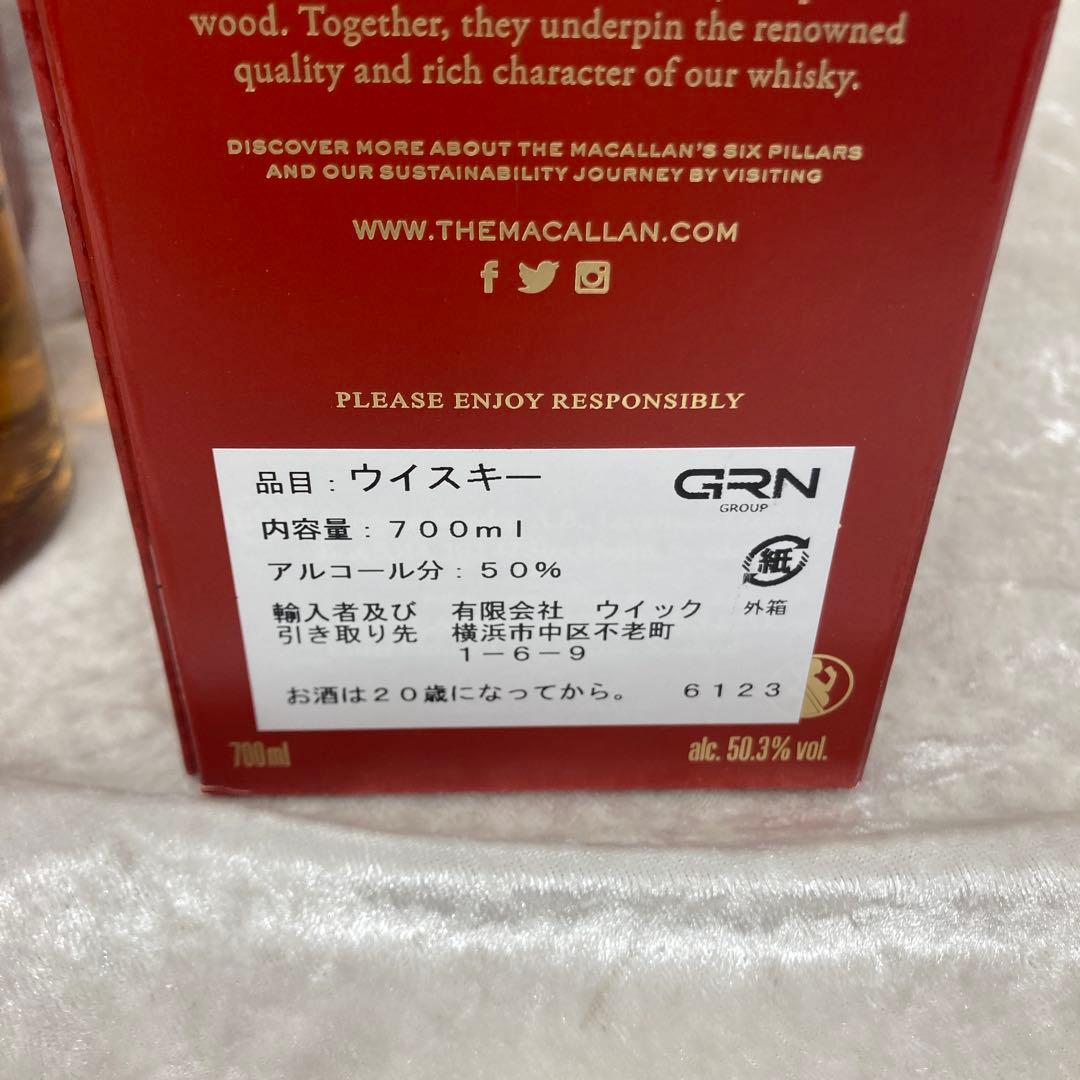 wood. Together, they underpin the renowned
quality and rich character of our whisky.
DISCOVER MORE ABOUT THE MACALLAN'S SIX PILLARS
AND OUR SUSTAINABILITY JOURNEY BY VISITING
WWW.THEMACALLAN.COM
PLEASE ENJOY RESPONSIBLY
品目：ウイスキー
GRN
GROUP
内容量：７００ｍｌ
紙
アルコール分：５０％
外箱
輸入者及び 有限会社 ウイック
引き取り先 横浜市中区不老町
１－６－９
お酒は２０歳になってから。 ６１２３
700ml
alc. 50.3% vol.